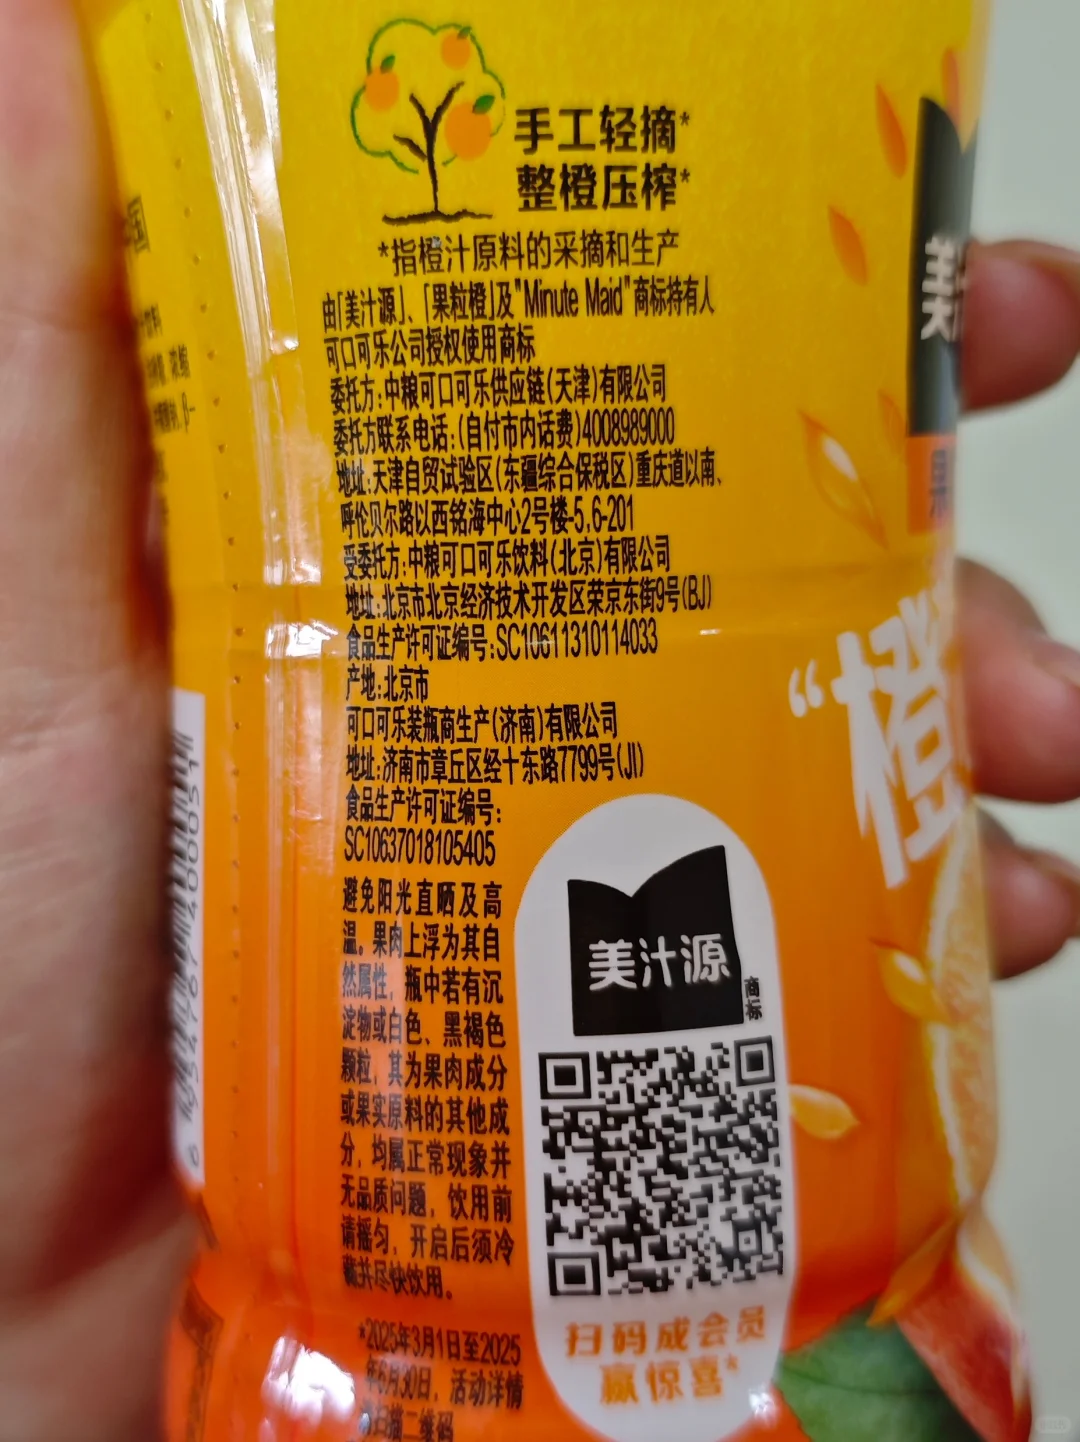 手工轻摘*
整橙压榨*
*指橙汁原料的采摘和生产
由「美汁源」、「果粒橙」及"Minute Maid"商标持有人
可口可乐公司授权使用商标
委托方:中粮可口可乐供应链(天津)有限公司
委托方联系电话:(自付市内话费)4008989000
地址:天津自贸试验区(东疆综合保税区)重庆道以南、
呼伦贝尔路以西铭海中心2号楼-5,6-201
受委托方:中粮可口可乐饮料(北京)有限公司
地址:北京市北京经济技术开发区荣京东街9号(BJ)
食品生产许可证编号:SC10611310114033
产地:北京市
可口可乐装瓶商生产(济南)有限公司
地址:济南市章丘区经十东路7799号(JI)
食品生产许可证编号:
SC10637018105405
避免阳光直晒及高
温。果肉上浮为其自
然属性，瓶中若有沉
淀物或白色、黑褐色
颗粒，其为果肉成分
或果实原料的其他成
分，均属正常现象并
无品质问题，饮用前
请摇匀，开启后须冷
藏并尽快饮用。
*2025年3月1日至2025
年6月30日，活动详情
请扫描二维码
美汁源
商标
扫码成会员
赢惊喜*
美
果
"橙
国
β-